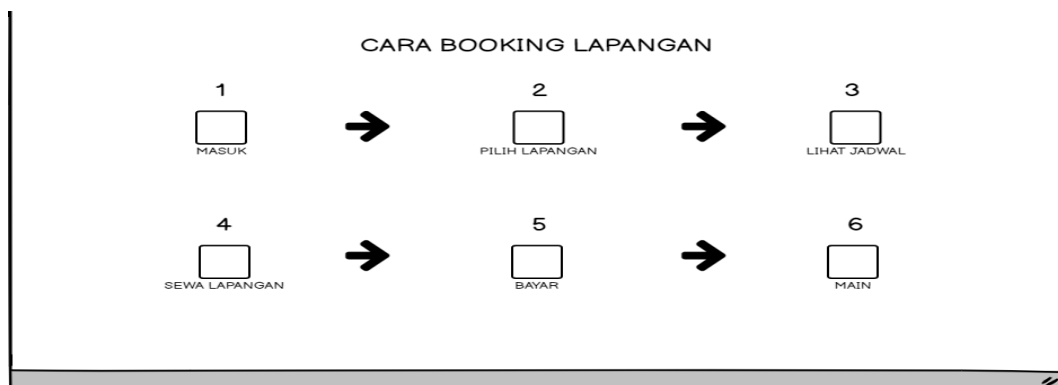 CARA BOOKING LAPANGAN
1 2 3
MASUK PILIH LAPANGAN LIHAT JADWAL
4 5 6
SEWA LAPANGAN BAYAR MAIN